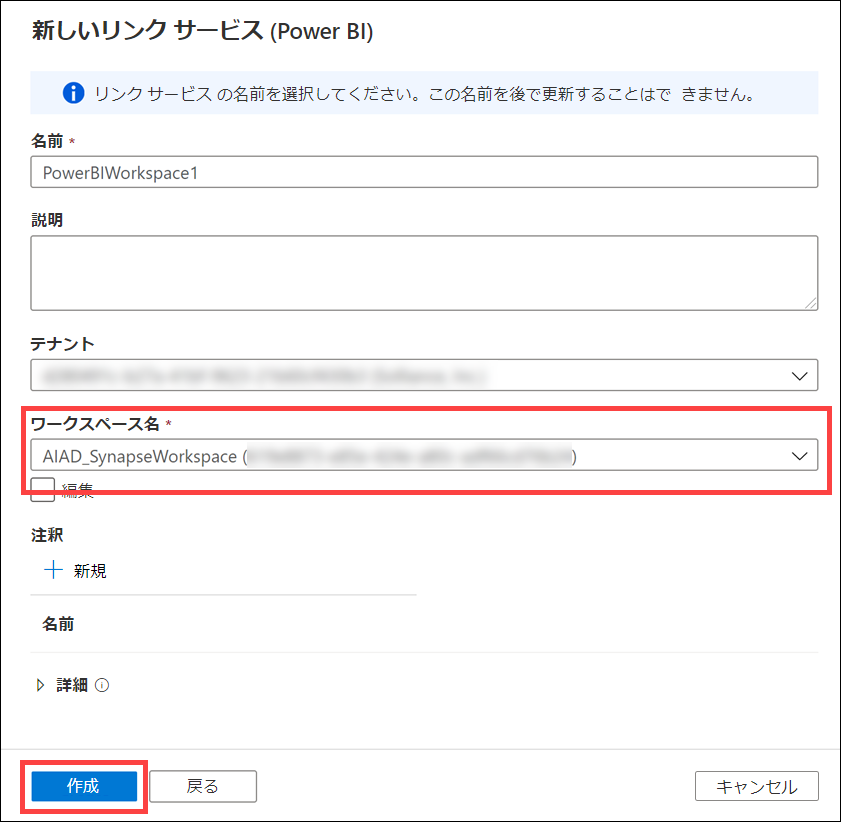 新しいリンク サービス (Power BI)
リンク サービス の名前を選択してください。この名前を後で更新することはで きません。
名前 *
PowerBIWorkspace1
説明
テナント
ワークスペース名 *
AIAD_SynapseWorkspace ( )
編集
注釈
新規
名前
詳細
作成 戻る キャンセル